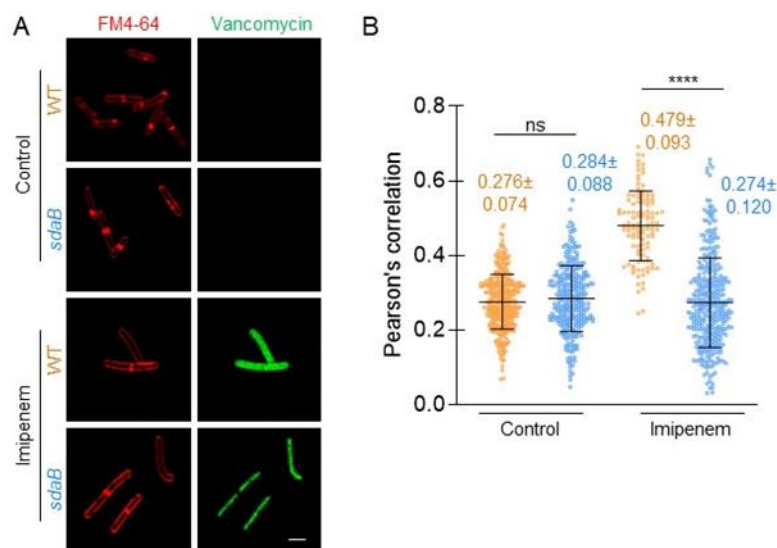 A
FM4-64
Vancomycin
Control
WT
sdaB
Imipenem
WT
sdaB
B
Pearson's correlation
0.8
0.6
0.4
0.2
0.0
ns
****
0.276±
0.074
0.284±
0.088
0.479±
0.093
0.274±
0.120
Control
Imipenem